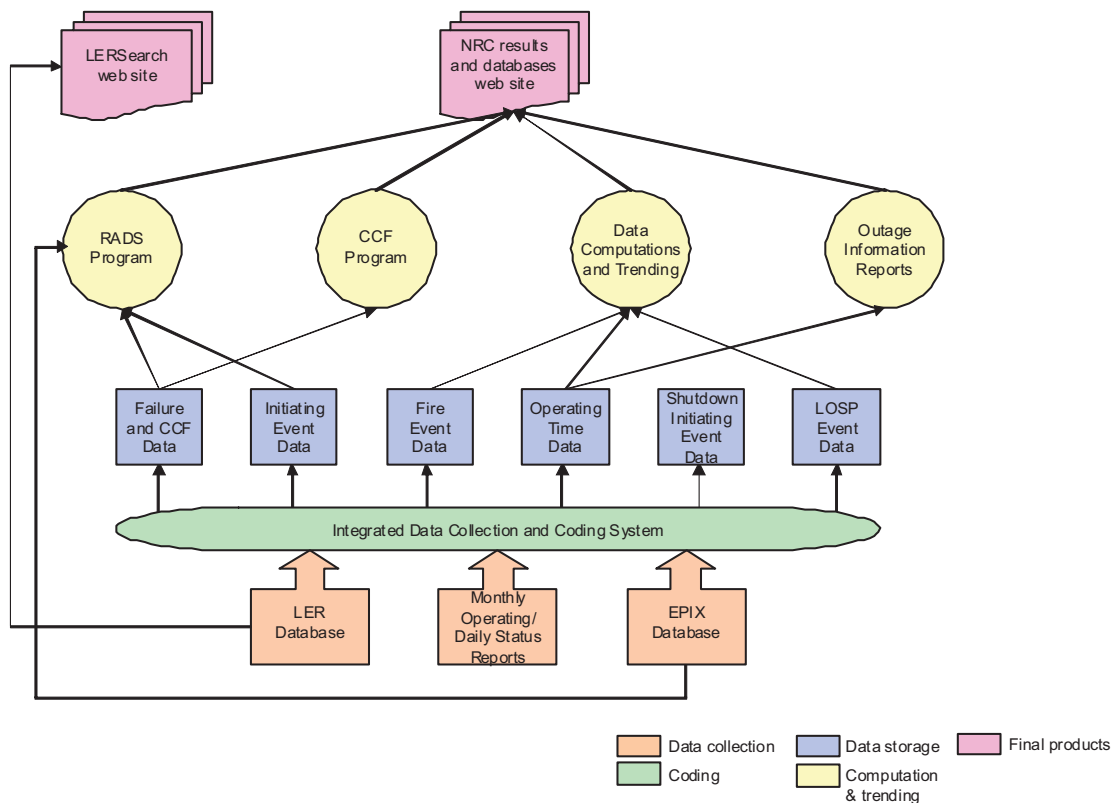 LERSearch
web site
NRC results
and databases
web site
RADS
Program
CCF
Program
Data
Computations
and Trending
Outage
Information
Reports
Failure
and CCF
Data
Initiating
Event
Data
Fire
Event
Data
Operating
Time
Data
Shutdown
Initiating
Event
Data
LOSP
Event
Data
Integrated Data Collection and Coding System
LER
Database
Monthly
Operating/
Daily Status
Reports
EPIX
Database
Data collection
Data storage
Final products
Coding
Computation
& trending